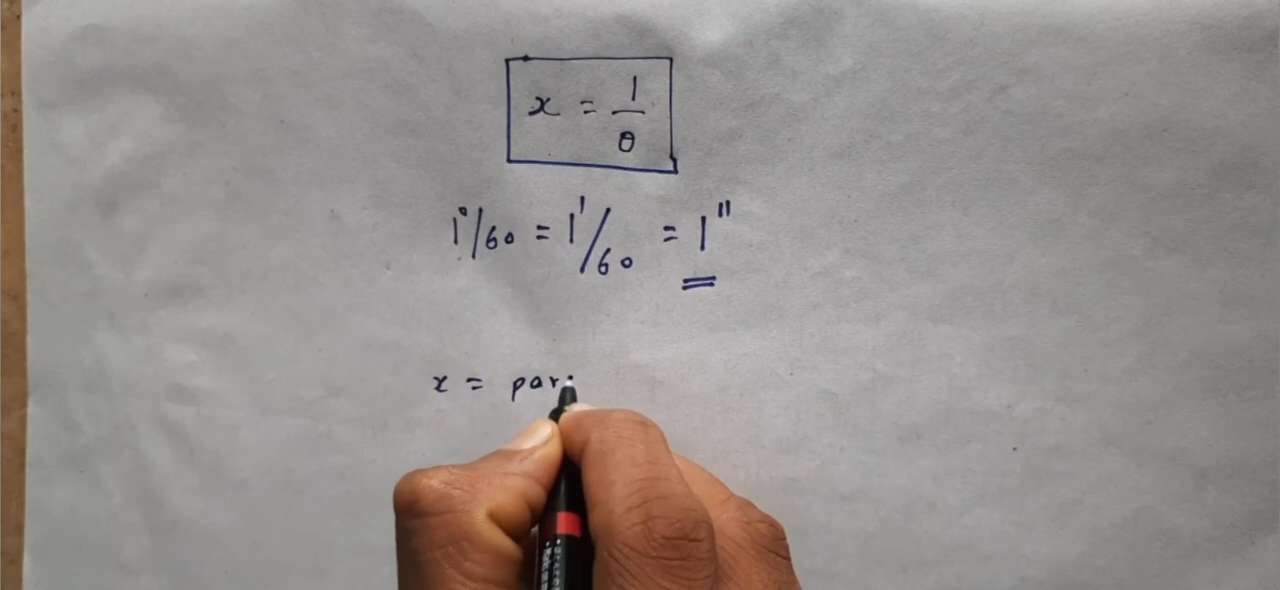 x = 1/θ
1°/60 = 1'/60 = 1"
x = par